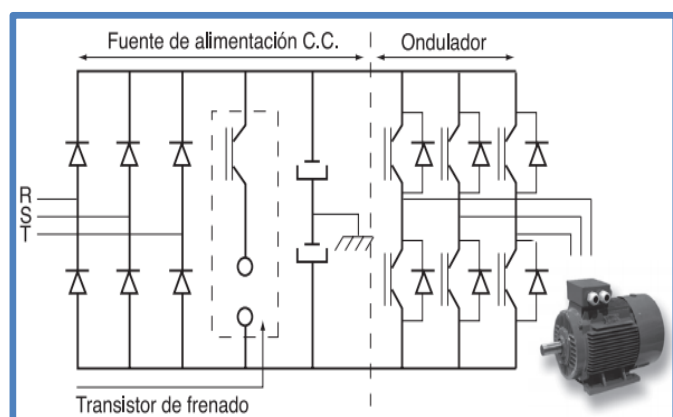 Fuente de alimentación C.C.
Ondulador
R
S
T
Transistor de frenado